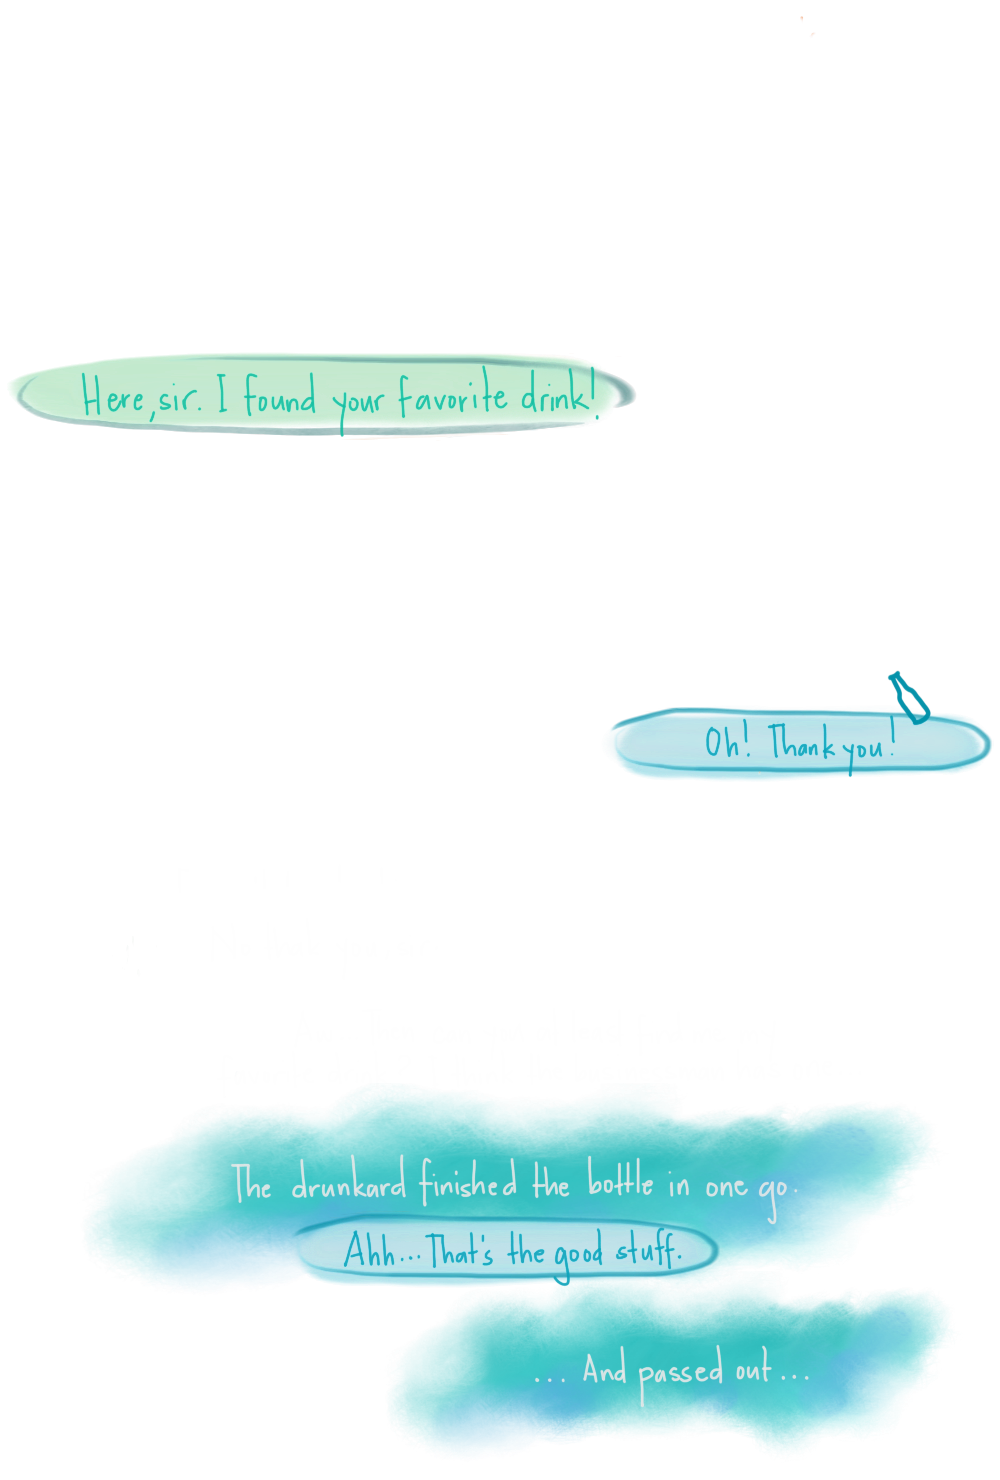 Here, sir. I found your favorite drink!
Oh! Thank you!
The drunkard finished the bottle in one go.
Ahh... That's the good stuff.
... And passed out...